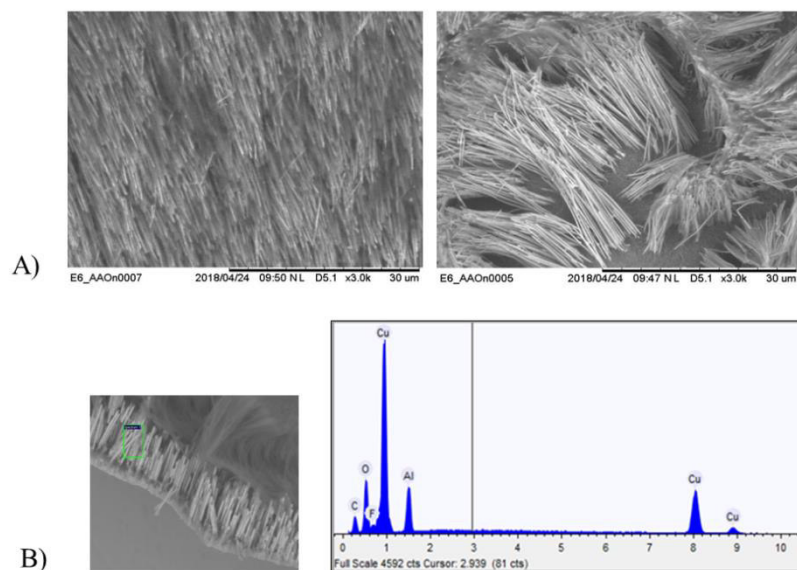 A)
E6_AAOn0007 2018/04/24 09:50 N L D5.1 x3.0k 30 um
E6_AAOn0005 2018/04/24 09:47 N L D5.1 x3.0k 30 um
B)
Cu
O
Al
C
F
Cu
Cu
0 1 2 3 4 5 6 7 8 9 10
Full Scale 4592 cts Cursor: 2.939 (81 cts)